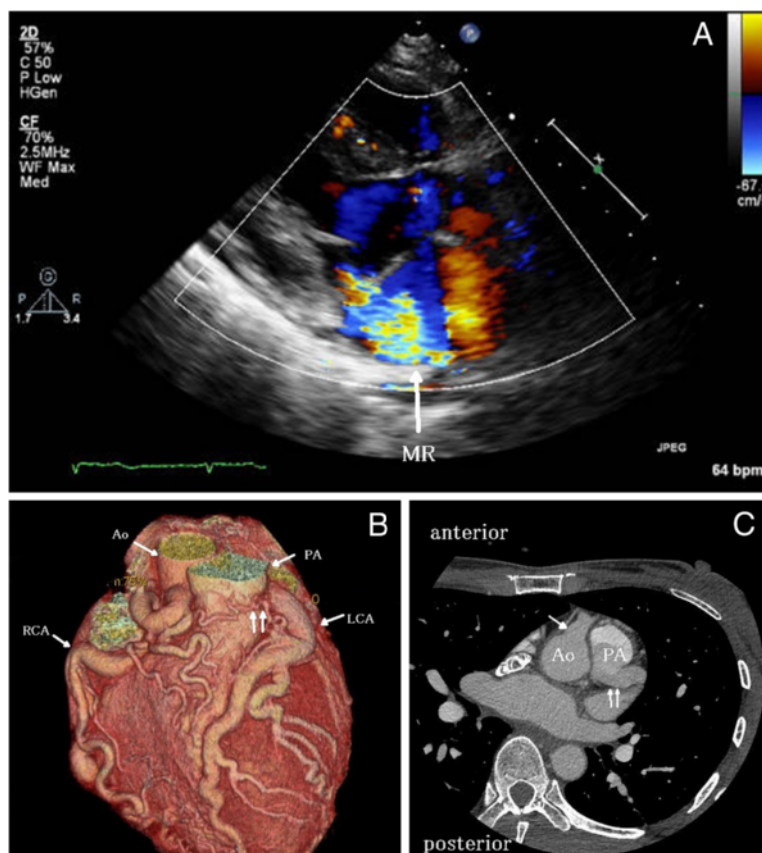 2D
57%
C 50
P Low
HGen
CF
70%
2.5MHz
WF Max
Med
P
A
-67.
cm/s
x
G
P R
1.7 3.4
MR
JPEG
64 bpm
B
Ao
PA
RCA
LCA
C
anterior
Ao
PA
posterior